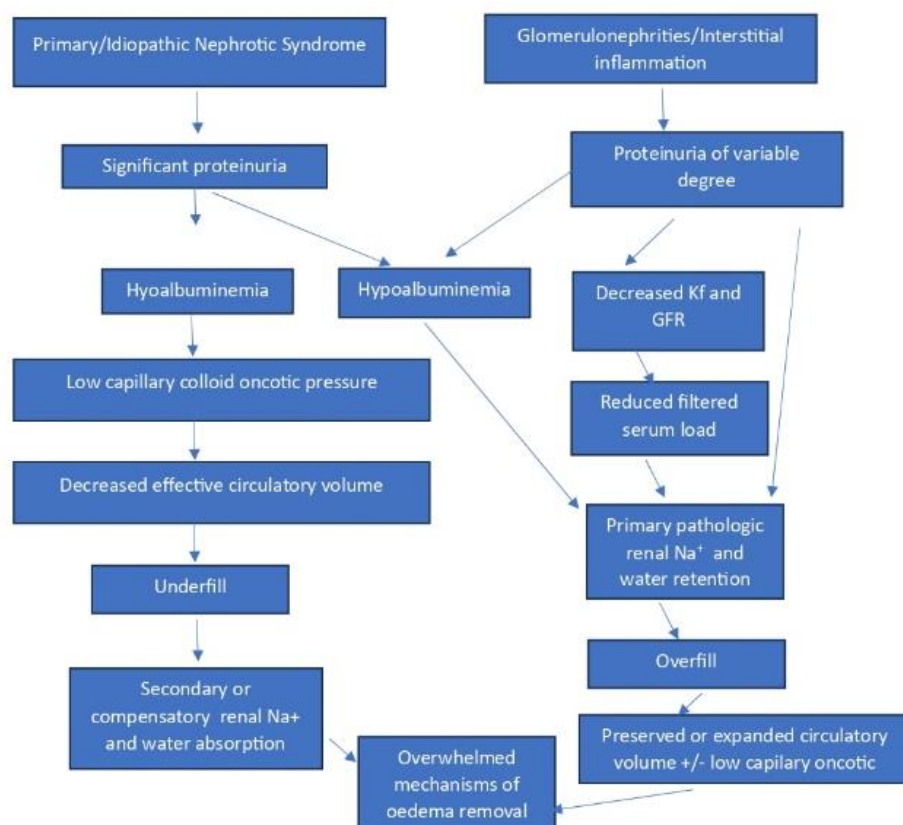 Primary/Idiopathic Nephrotic Syndrome
Glomerulonephrities/Interstitial
inflammation
Significant proteinuria
Proteinuria of variable
degree
Hyoalbuminemia
Hypoalbuminemia
Decreased Kf and
GFR
Low capillary colloid oncotic pressure
Reduced filtered
serum load
Decreased effective circulatory volume
Primary pathologic
renal Na⁺ and
water retention
Underfill
Overfill
Secondary or
compensatory renal Na+
and water absorption
Preserved or expanded circulatory
volume +/- low capilary oncotic
Overwhelmed
mechanisms of
oedema removal